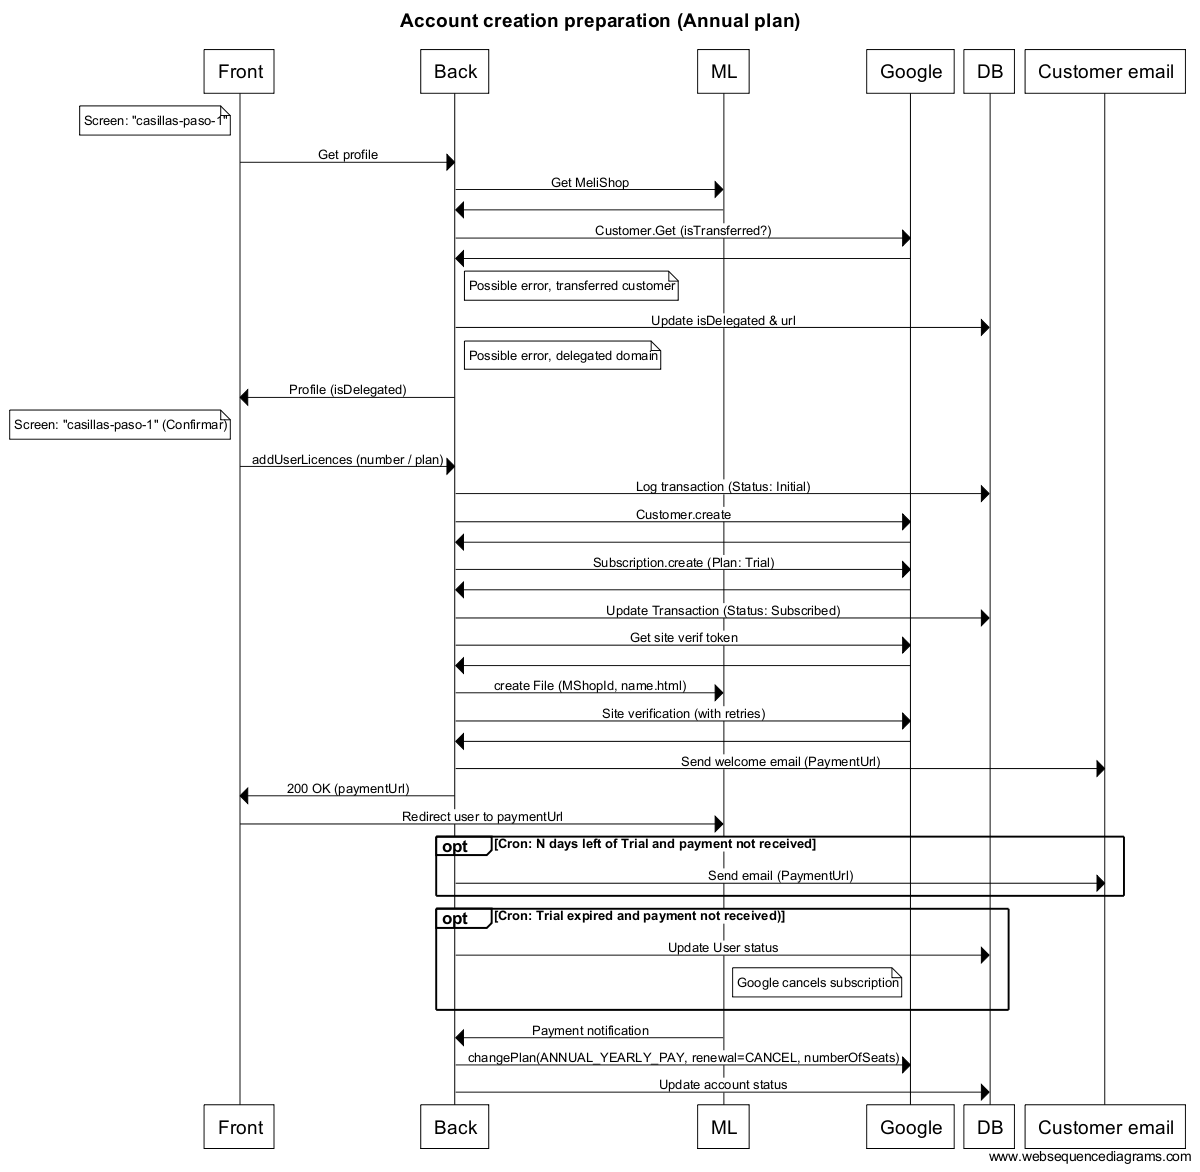 Account creation preparation (Annual plan)
Front
Back
ML
Google
DB
Customer email
Screen: "casillas-paso-1"
Get profile
Get MeliShop
Customer.Get (isTransferred?)
Possible error, transferred customer
Update isDelegated & url
Possible error, delegated domain
Profile (isDelegated)
Screen: "casillas-paso-1" (Confirmar)
addUserLicences (number / plan)
Log transaction (Status: Initial)
Customer.create
Subscription.create (Plan: Trial)
Update Transaction (Status: Subscribed)
Get site verif token
create File (MShopId, name.html)
Site verification (with retries)
Send welcome email (PaymentUrl)
200 OK (paymentUrl)
Redirect user to paymentUrl
opt [Cron: N days left of Trial and payment not received]
Send email (PaymentUrl)
opt [Cron: Trial expired and payment not received)]
Update User status
Google cancels subscription
Payment notification
changePlan(ANNUAL_YEARLY_PAY, renewal=CANCEL, numberOfSeats)
Update account status
Front
Back
ML
Google
DB
Customer email
www.websequencediagrams.com